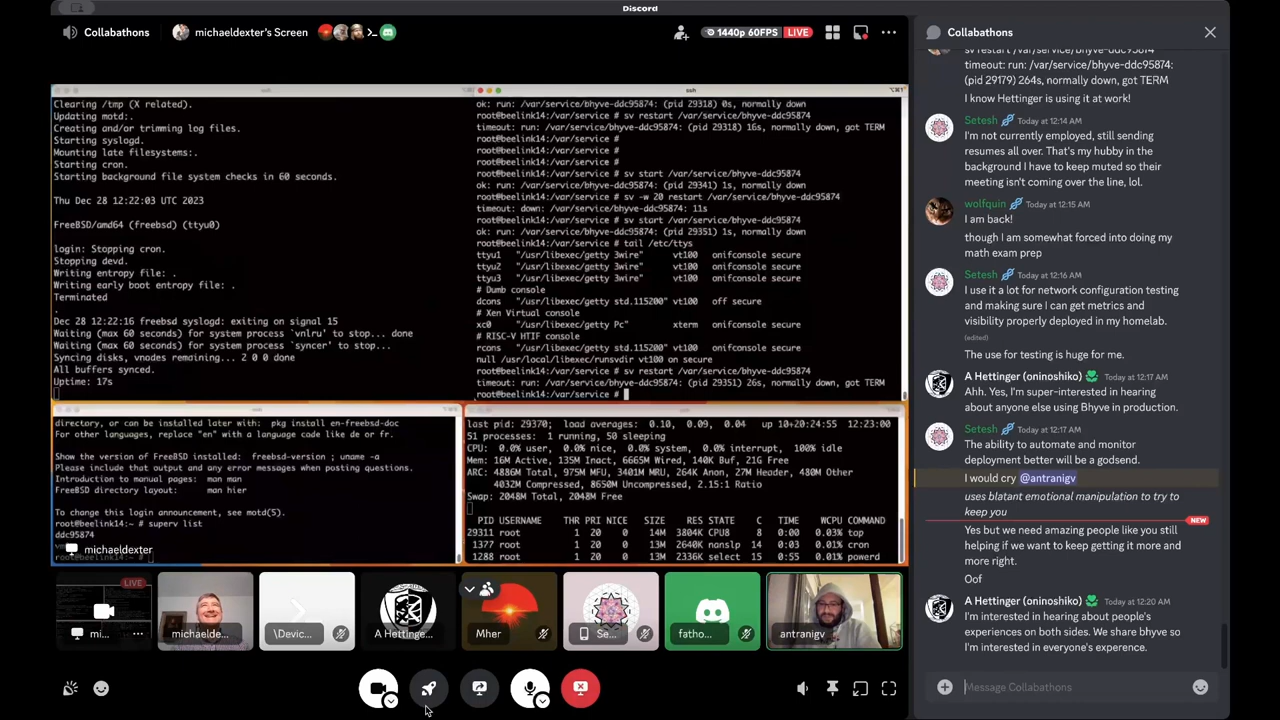 Discord
Collabathons
michaeldexter's Screen
1440p 60FPS LIVE
Collabathons
ssh
Clearing /tmp (X related).
Updating motd:.
Creating and/or trimming log files.
Starting syslogd.
Mounting late filesystems:.
Starting cron.
Starting background file system checks in 60 seconds.
Thu Dec 28 12:22:03 UTC 2023
FreeBSD/amd64 (freebsd) (ttyu0)
login: Stopping cron.
Stopping devd.
Writing entropy file: .
Writing early boot entropy file: .
Terminated
.
Dec 28 12:22:16 freebsd syslogd: exiting on signal 15
Waiting (max 60 seconds) for system process `vnlru' to stop... done
Waiting (max 60 seconds) for system process `syncer' to stop...
Syncing disks, vnodes remaining... 2 0 0 done
All buffers synced.
Uptime: 17s
ssh
ok: run: /var/service/bhyve-ddc95874: (pid 29318) 0s, normally down
root@beelink14:/var/service # sv restart /var/service/bhyve-ddc95874
timeout: run: /var/service/bhyve-ddc95874: (pid 29318) 16s, normally down, got TERM
root@beelink14:/var/service #
root@beelink14:/var/service #
root@beelink14:/var/service #
root@beelink14:/var/service # sv start /var/service/bhyve-ddc95874
ok: run: /var/service/bhyve-ddc95874: (pid 29341) 1s, normally down
root@beelink14:/var/service # sv -w 20 restart /var/service/bhyve-ddc95874
timeout: down: /var/service/bhyve-ddc95874: 11s
root@beelink14:/var/service # sv start /var/service/bhyve-ddc95874
ok: run: /var/service/bhyve-ddc95874: (pid 29351) 1s, normally down
root@beelink14:/var/service # tail /etc/ttys
ttyu1 "/usr/libexec/getty 3wire" vt100 onifconsole secure
ttyu2 "/usr/libexec/getty 3wire" vt100 onifconsole secure
ttyu3 "/usr/libexec/getty 3wire" vt100 onifconsole secure
# Dumb console
dcons "/usr/libexec/getty std.115200" vt100 off secure
# Xen Virtual console
xc0 "/usr/libexec/getty Pc" xterm onifconsole secure
# RISC-V HTIF console
rcons "/usr/libexec/getty std.115200" vt100 onifconsole secure
null /usr/local/libexec/runsvdir vt100 on secure
root@beelink14:/var/service # sv restart /var/service/bhyve-ddc95874
timeout: run: /var/service/bhyve-ddc95874: (pid 29351) 26s, normally down, got TERM
root@beelink14:/var/service #
directory, or can be installed later with: pkg install en-freebsd-doc
For other languages, replace "en" with a language code like de or fr.
Show the version of FreeBSD installed: freebsd-version ; uname -a
Please include that output and any error messages when posting questions.
Introduction to manual pages: man man
FreeBSD directory layout: man hier
To change this login announcement, see motd(5).
root@beelink14:~ # superv list
ddc95874
michaeldexter
last pid: 29370; load averages: 0.10, 0.09, 0.04 up 10+20:24:55 12:23:00
51 processes: 1 running, 50 sleeping
CPU: 0.0% user, 0.0% nice, 0.0% system, 0.0% interrupt, 100% idle
Mem: 16M Active, 135M Inact, 6665M Wired, 140K Buf, 21G Free
ARC: 4886M Total, 975M MFU, 3401M MRU, 264K Anon, 27M Header, 480M Other
4032M Compressed, 8650M Uncompressed, 2.15:1 Ratio
Swap: 2048M Total, 2048M Free
PID USERNAME THR PRI NICE SIZE RES STATE C TIME WCPU COMMAND
29311 root 1 20 0 14M 3804K CPU8 8 0:03 0.03% top
1377 root 1 20 0 13M 2640K nanslp 14 0:03 0.01% cron
1288 root 1 20 0 13M 2336K select 15 0:55 0.01% powerd
LIVE
mi...
michaelde...
\Devic...
A Hettinge...
Mher
Se...
fatho...
antranigv
sv restart /var/service/bhyve-ddc95874
timeout: run: /var/service/bhyve-ddc95874:
(pid 29179) 264s, normally down, got TERM
I know Hettinger is using it at work!
Setesh Today at 12:14 AM
I'm not currently employed, still sending
resumes all over. That's my hubby in the
background I have to keep muted so their
meeting isn't coming over the line, lol.
wolfquin Today at 12:15 AM
I am back!
though I am somewhat forced into doing my
math exam prep
Setesh Today at 12:16 AM
I use it a lot for network configuration testing
and making sure I can get metrics and
visibility properly deployed in my homelab.
(edited)
The use for testing is huge for me.
A Hettinger (oninoshiko) Today at 12:17 AM
Ahh. Yes, I'm super-interested in hearing
about anyone else using Bhyve in production.
Setesh Today at 12:17 AM
The ability to automate and monitor
deployment better will be a godsend.
I would cry @antranigv
uses blatant emotional manipulation to try to
keep you
NEW
Yes but we need amazing people like you still
helping if we want to keep getting it more and
more right.
Oof
A Hettinger (oninoshiko) Today at 12:20 AM
I'm interested in hearing about people's
experiences on both sides. We share bhyve so
I'm interested in everyone's experence.
Message Collabathons